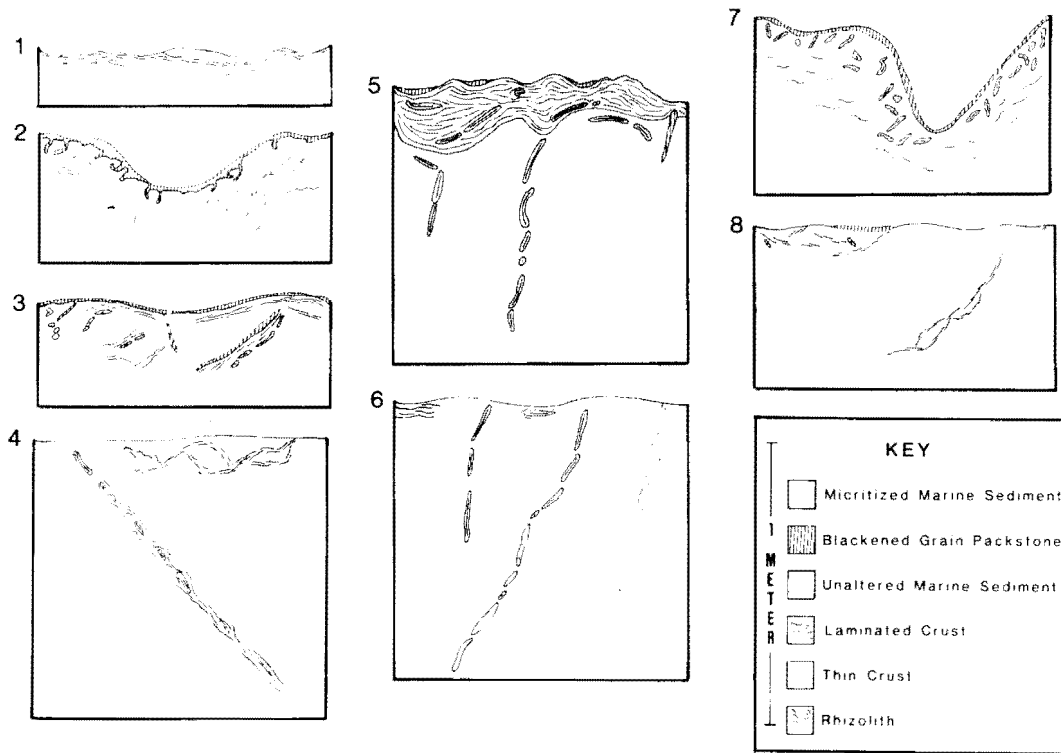 1
2
3
4
5
6
7
8
KEY
1 METER
Micritized Marine Sediment
Blackened Grain Packstone
Unaltered Marine Sediment
Laminated Crust
Thin Crust
Rhizolith